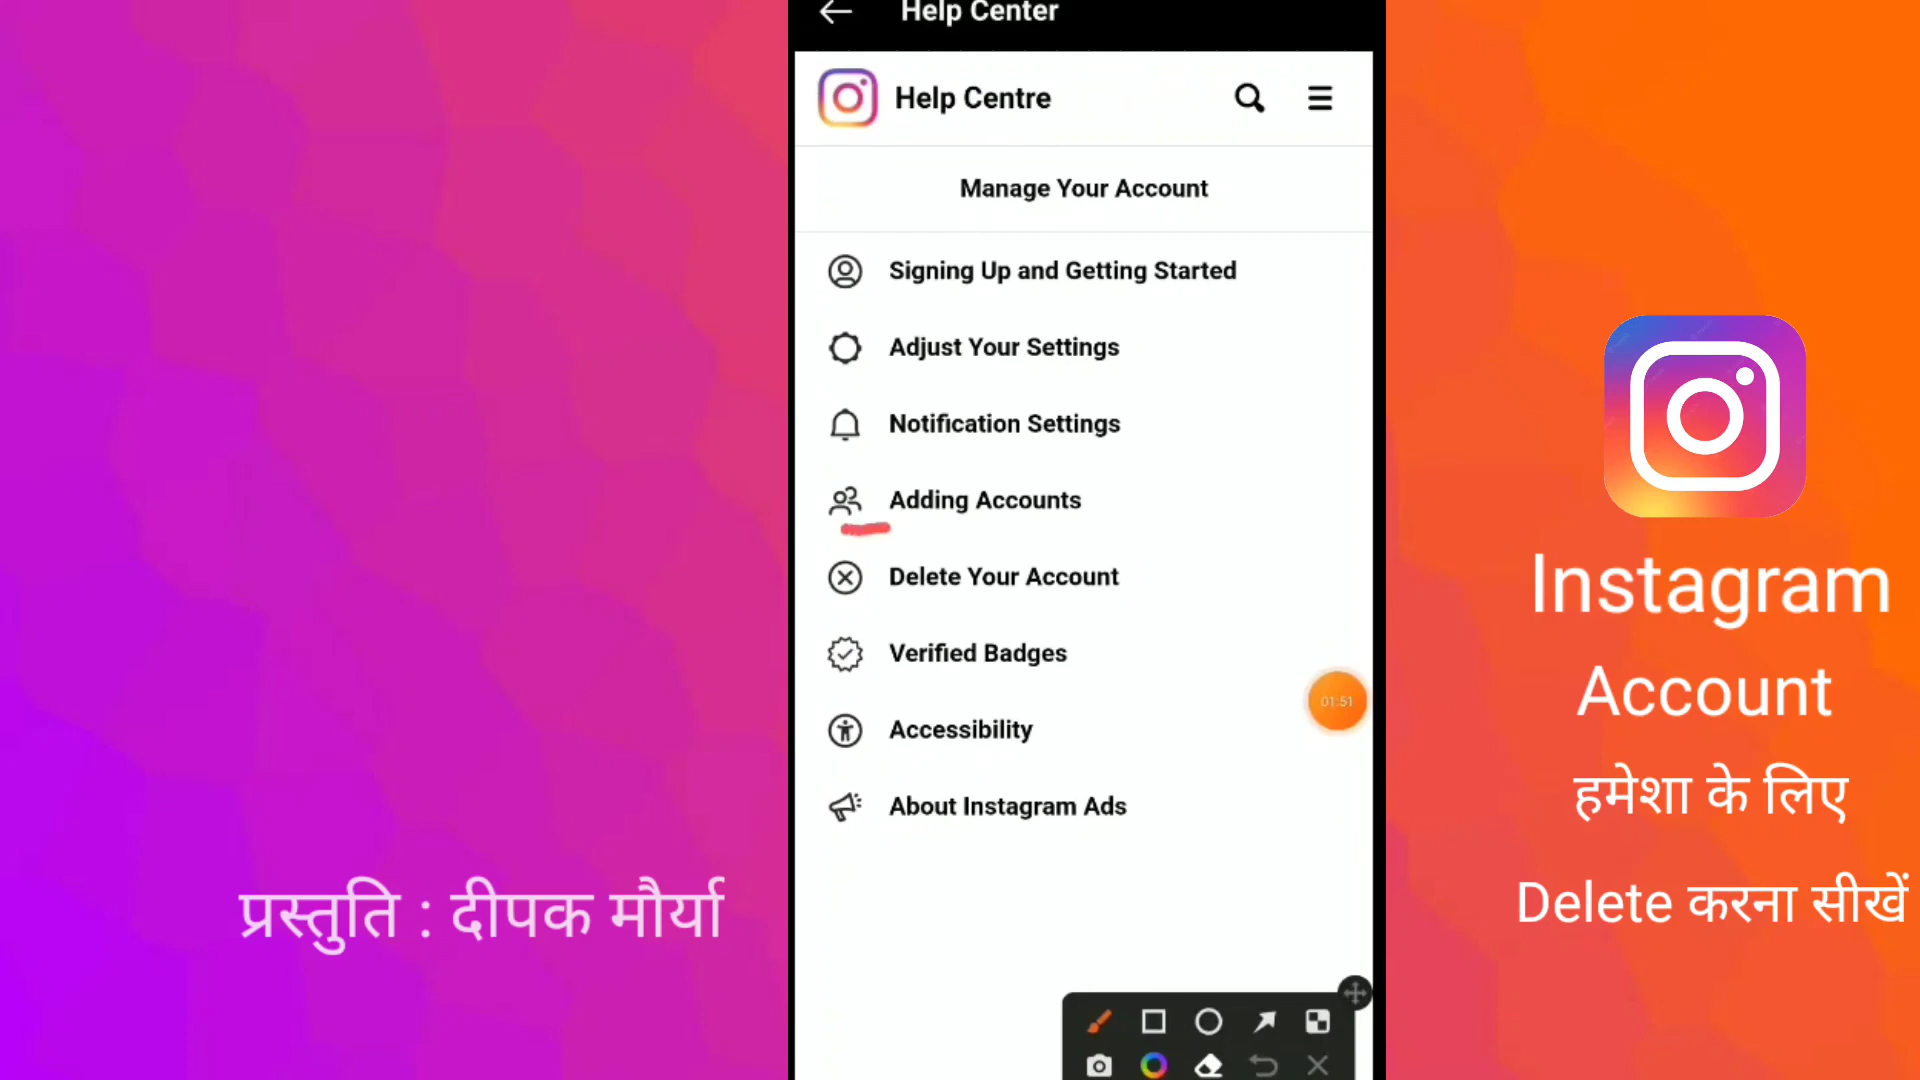 Help Center
Help Centre
Manage Your Account
Signing Up and Getting Started
Adjust Your Settings
Notification Settings
Adding Accounts
Delete Your Account
Verified Badges
Accessibility
About Instagram Ads
01:51
प्रस्तुति : दीपक मौर्या
Instagram
Account
हमेशा के लिए
Delete करना सीखें